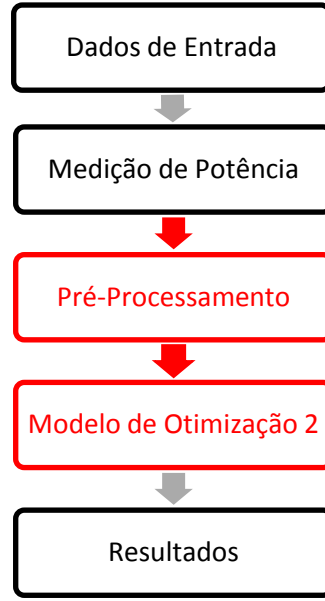 Dados de Entrada
Medição de Potência
Pré-Processamento
Modelo de Otimização 2
Resultados